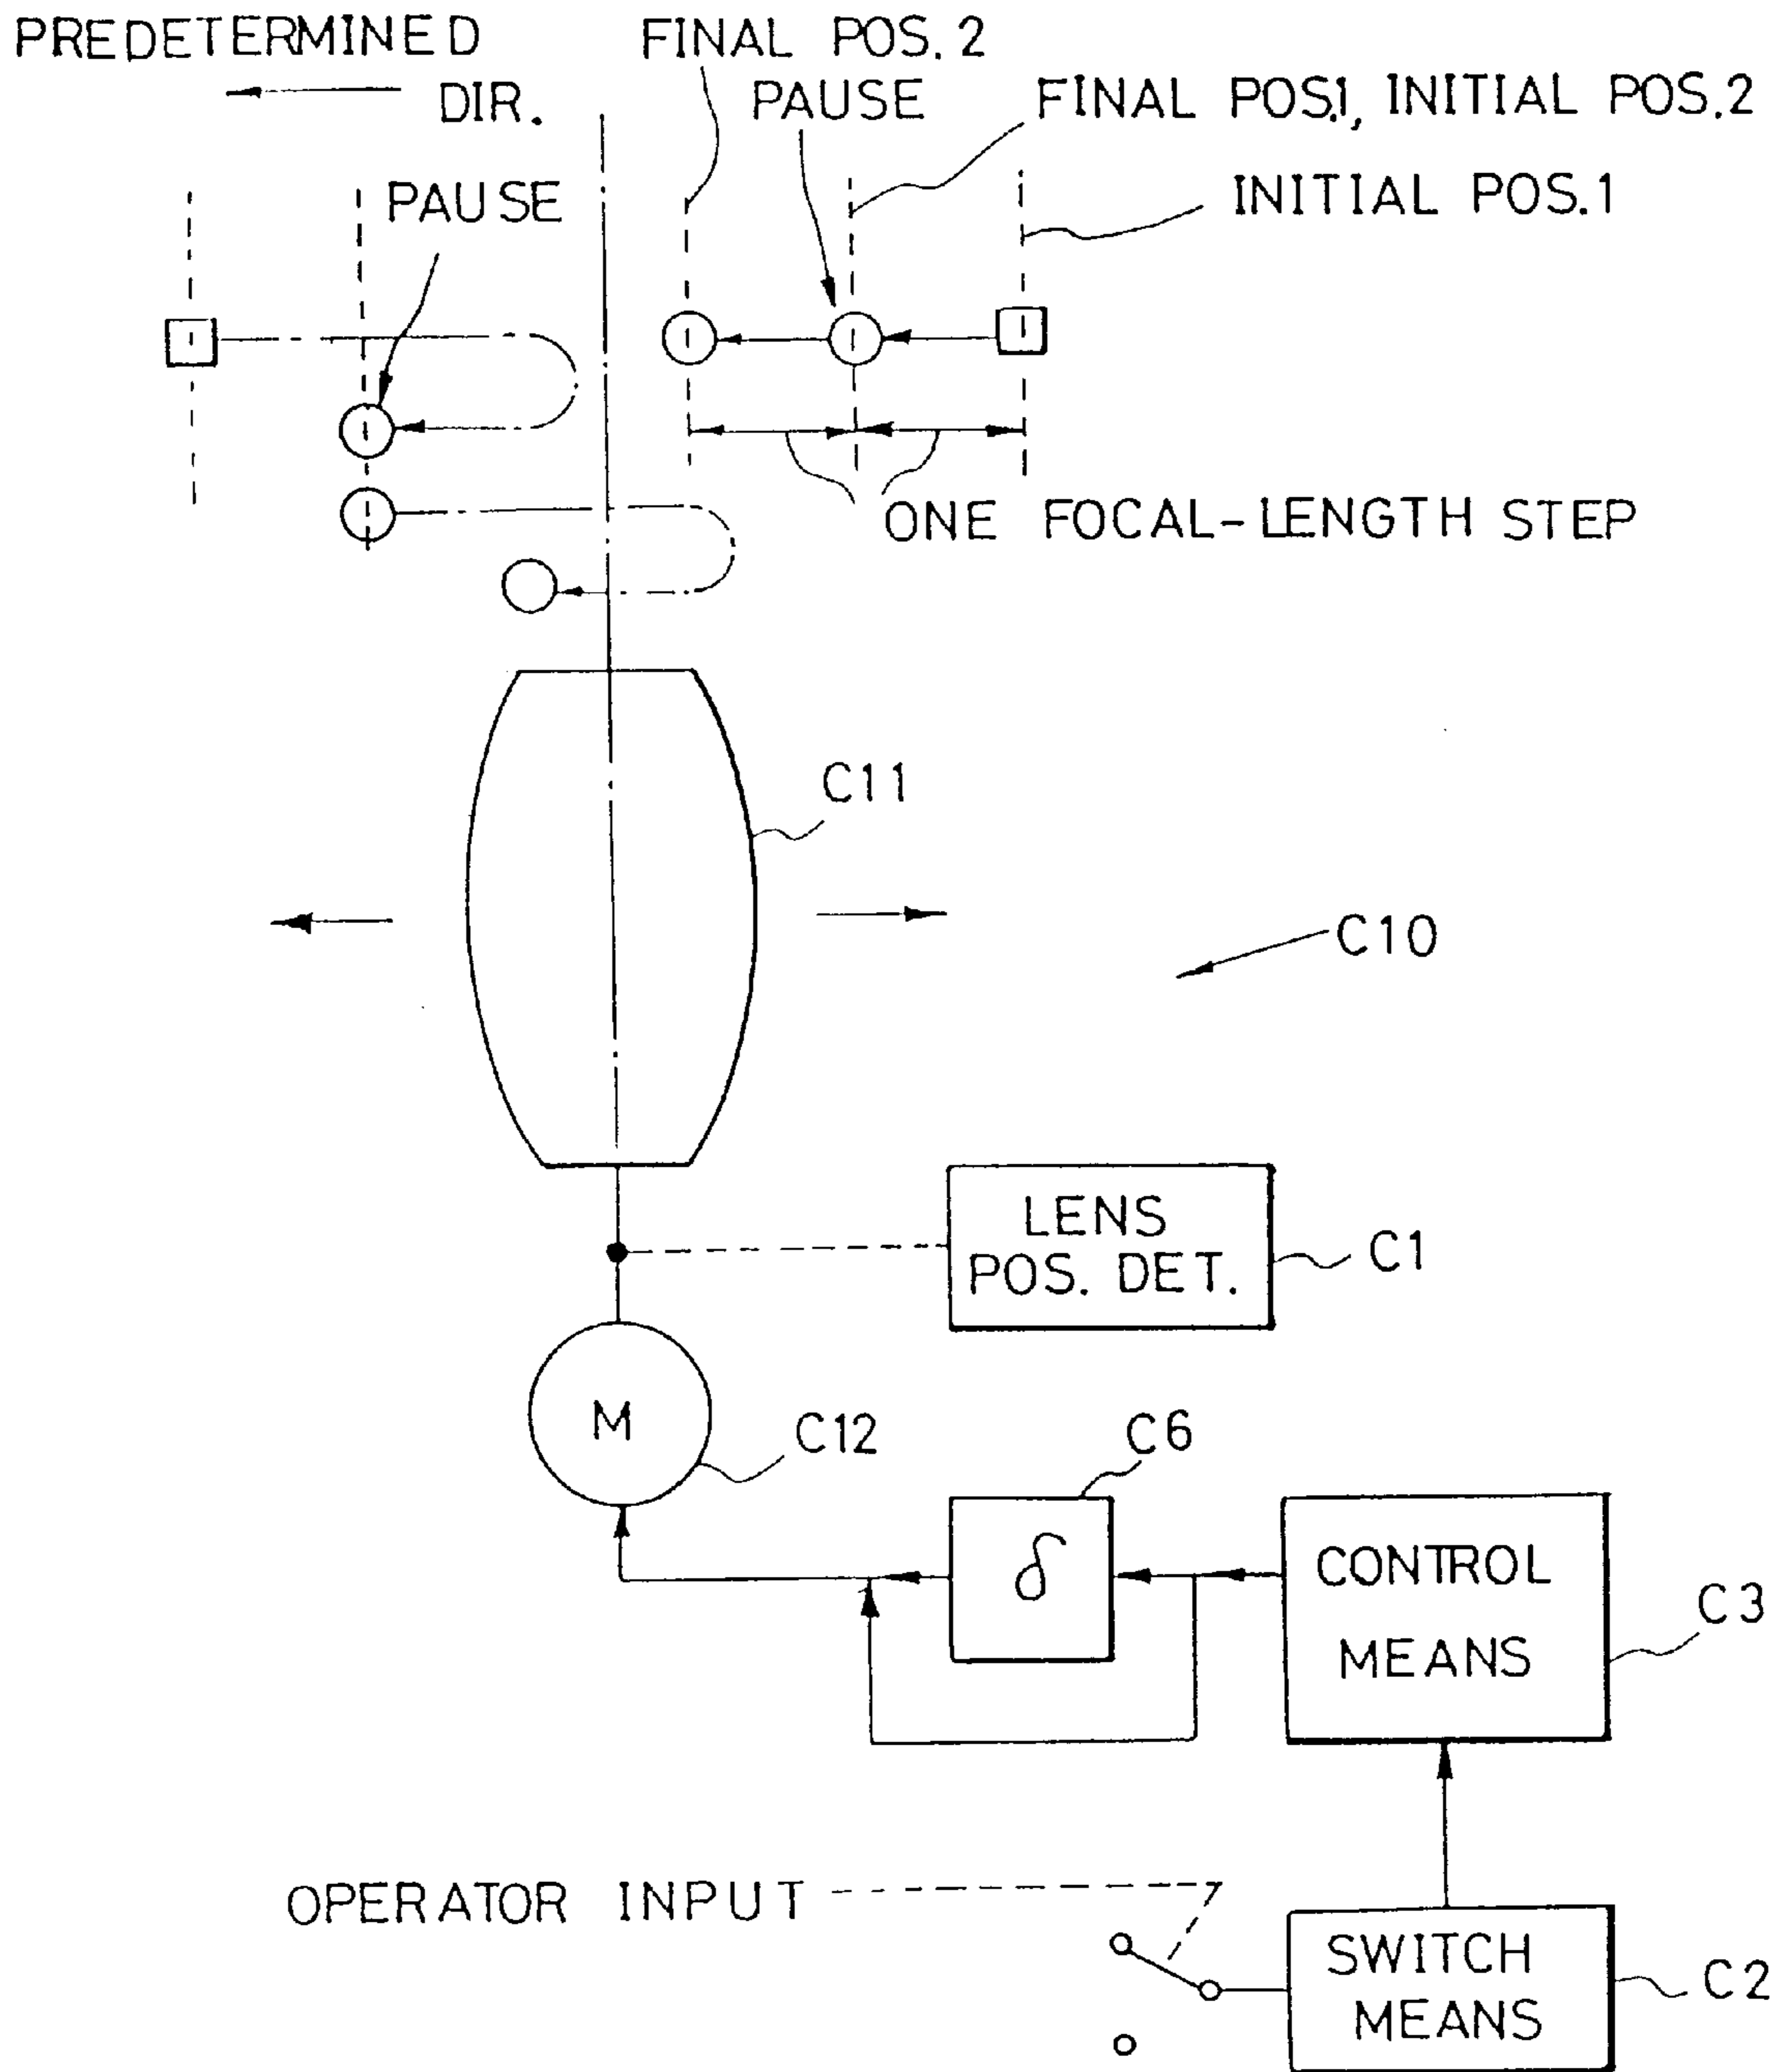 PREDETERMINED
DIR.
FINAL POS. 2
PAUSE
FINAL POS.1, INITIAL POS.2
INITIAL POS.1
PAUSE
ONE FOCAL-LENGTH STEP
C11
C10
LENS
POS. DET.
C1
M
C12
C6
δ
CONTROL
MEANS
C3
OPERATOR INPUT
SWITCH
MEANS
C2